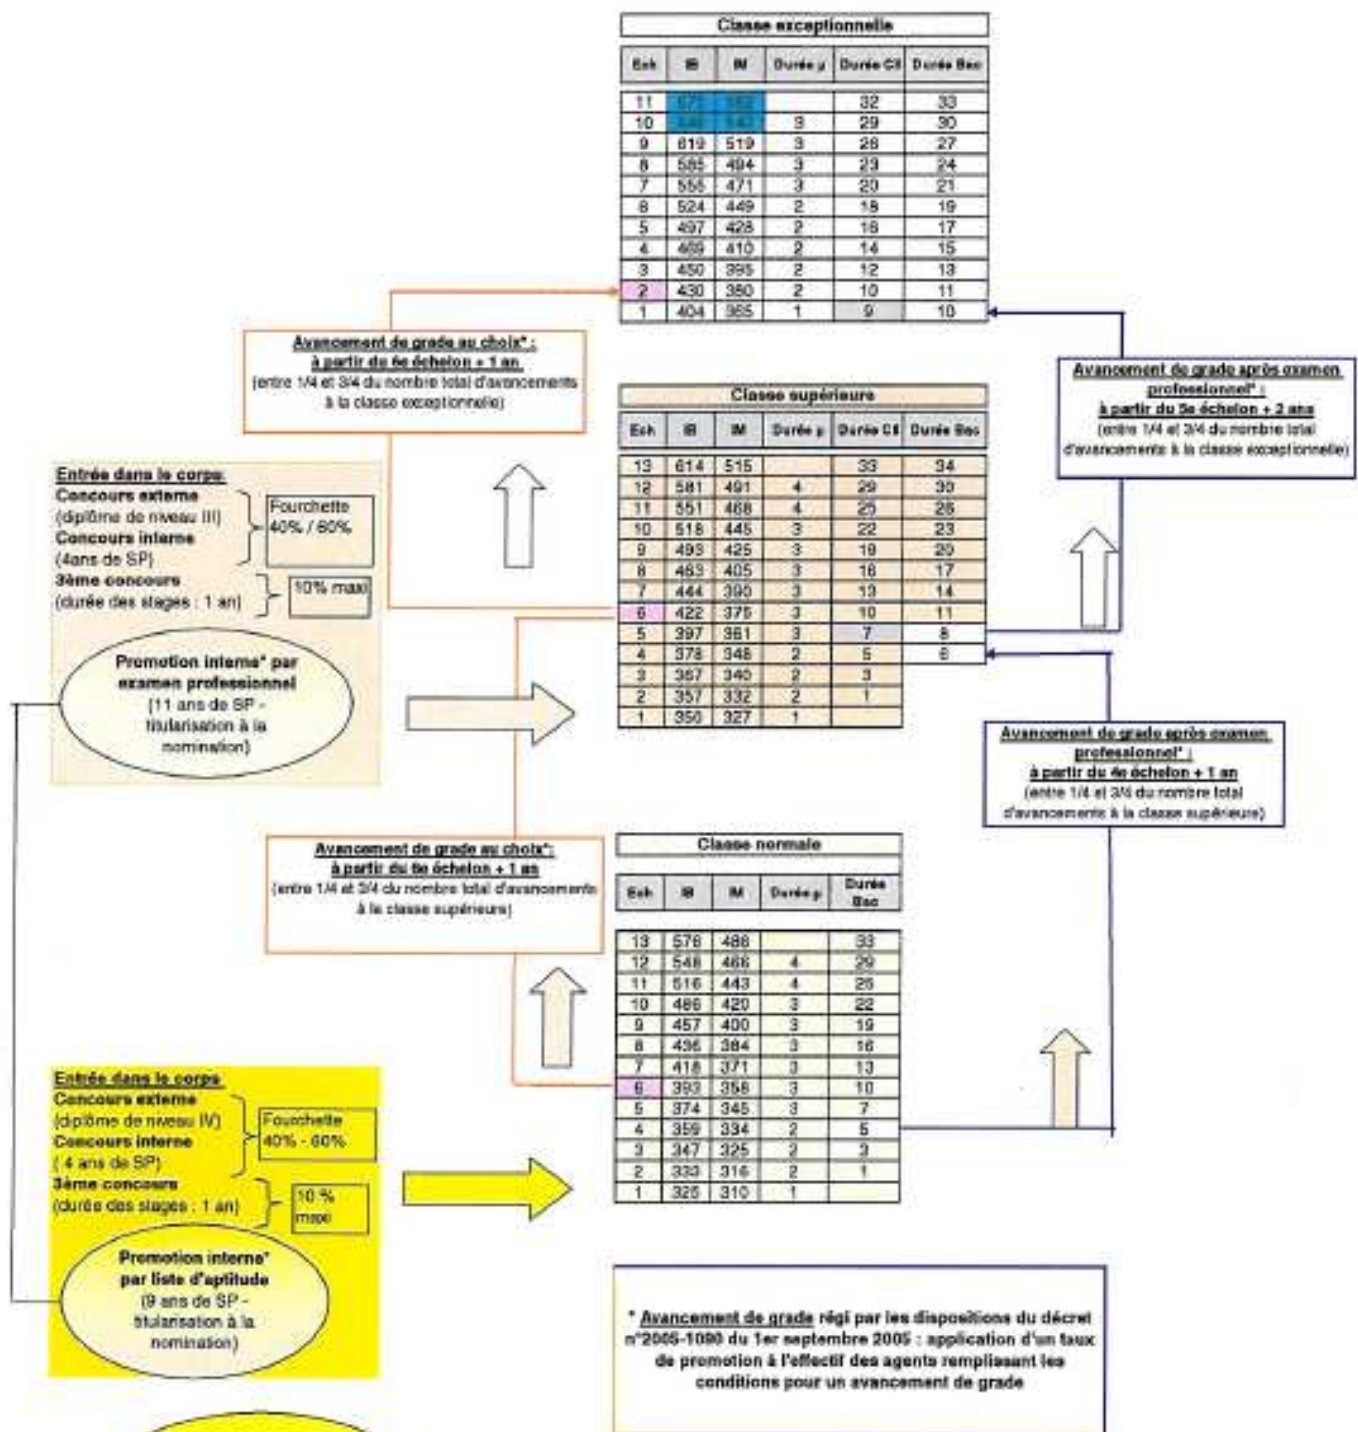 Classe exceptionnelle
Ech IB IM Durée µ Durée CII Durée Bac
11 32 33
10 3 29 30
9 619 519 3 26 27
8 585 494 3 23 24
7 555 471 3 20 21
6 524 449 2 18 19
5 497 428 2 16 17
4 469 410 2 14 15
3 450 395 2 12 13
2 430 380 2 10 11
1 404 365 1 9 10
Avancement de grade au choix* :
à partir du 6e échelon + 1 an
(entre 1/4 et 3/4 du nombre total d'avancements
à la classe exceptionnelle)
Avancement de grade après examen
professionnel* :
à partir du 5e échelon + 2 ans
(entre 1/4 et 3/4 du nombre total
d'avancements à la classe exceptionnelle)
Classe supérieure
Ech IB IM Durée µ Durée CII Durée Bac
13 614 515 33 34
12 581 491 4 29 30
11 551 468 4 25 26
10 518 445 3 22 23
9 493 425 3 19 20
8 463 405 3 16 17
7 444 390 3 13 14
6 422 375 3 10 11
5 397 361 3 7 8
4 378 348 2 5 6
3 367 340 2 3
2 357 332 2 1
1 350 327 1
Entrée dans le corps:
Concours externe
(diplôme de niveau III)
Concours interne
(4ans de SP)
3ème concours
(durée des stages : 1 an)
Fourchette
40% / 60%
10% maxi
Promotion interne* par
examen professionnel
(11 ans de SP -
titularisation à la
nomination)
Avancement de grade après examen
professionnel* :
à partir du 4e échelon + 1 an
(entre 1/4 et 3/4 du nombre total
d'avancements à la classe supérieure)
Avancement de grade au choix*:
à partir du 6e échelon + 1 an
(entre 1/4 et 3/4 du nombre total d'avancements
à la classe supérieure)
Classe normale
Ech IB IM Durée µ Durée
Bac
13 576 486 33
12 548 466 4 29
11 516 443 4 25
10 486 420 3 22
9 457 400 3 19
8 436 384 3 16
7 418 371 3 13
6 393 358 3 10
5 374 345 3 7
4 359 334 2 5
3 347 325 2 3
2 333 316 2 1
1 325 310 1
Entrée dans le corps
Concours externe
(diplôme de niveau IV)
Concours interne
( 4 ans de SP)
3ème concours
(durée des stages : 1 an)
Fourchette
40% - 60%
10 %
maxi
Promotion interne*
par liste d'aptitude
(9 ans de SP -
titularisation à la
nomination)
* Avancement de grade régi par les dispositions du décret
n°2005-1090 du 1er septembre 2005 : application d'un taux
de promotion à l'effectif des agents remplissant les
conditions pour un avancement de grade